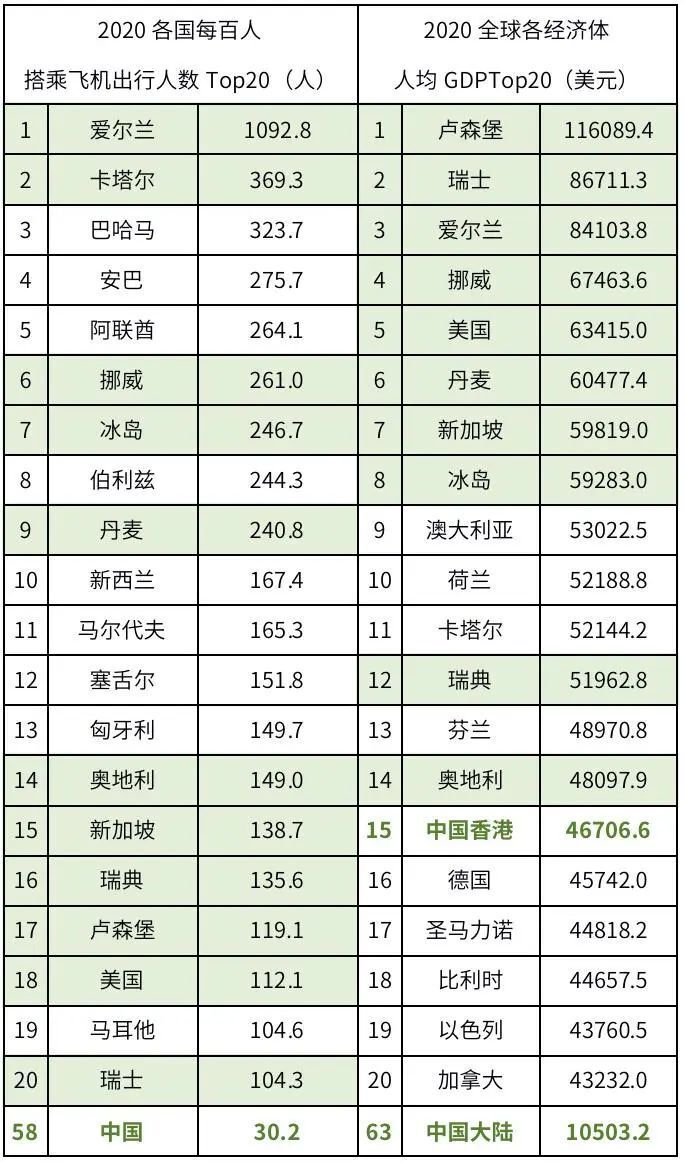 2020 各国每百人 2020 全球各经济体
搭乘飞机出行人数 Top20（人） 人均 GDPTop20（美元）
1 爱尔兰 1092.8 1 卢森堡 116089.4
2 卡塔尔 369.3 2 瑞士 86711.3
3 巴哈马 323.7 3 爱尔兰 84103.8
4 安巴 275.7 4 挪威 67463.6
5 阿联酋 264.1 5 美国 63415.0
6 挪威 261.0 6 丹麦 60477.4
7 冰岛 246.7 7 新加坡 59819.0
8 伯利兹 244.3 8 冰岛 59283.0
9 丹麦 240.8 9 澳大利亚 53022.5
10 新西兰 167.4 10 荷兰 52188.8
11 马尔代夫 165.3 11 卡塔尔 52144.2
12 塞舌尔 151.8 12 瑞典 51962.8
13 匈牙利 149.7 13 芬兰 48970.8
14 奥地利 149.0 14 奥地利 48097.9
15 新加坡 138.7 15 中国香港 46706.6
16 瑞典 135.6 16 德国 45742.0
17 卢森堡 119.1 17 圣马力诺 44818.2
18 美国 112.1 18 比利时 44657.5
19 马耳他 104.6 19 以色列 43760.5
20 瑞士 104.3 20 加拿大 43232.0
58 中国 30.2 63 中国大陆 10503.2